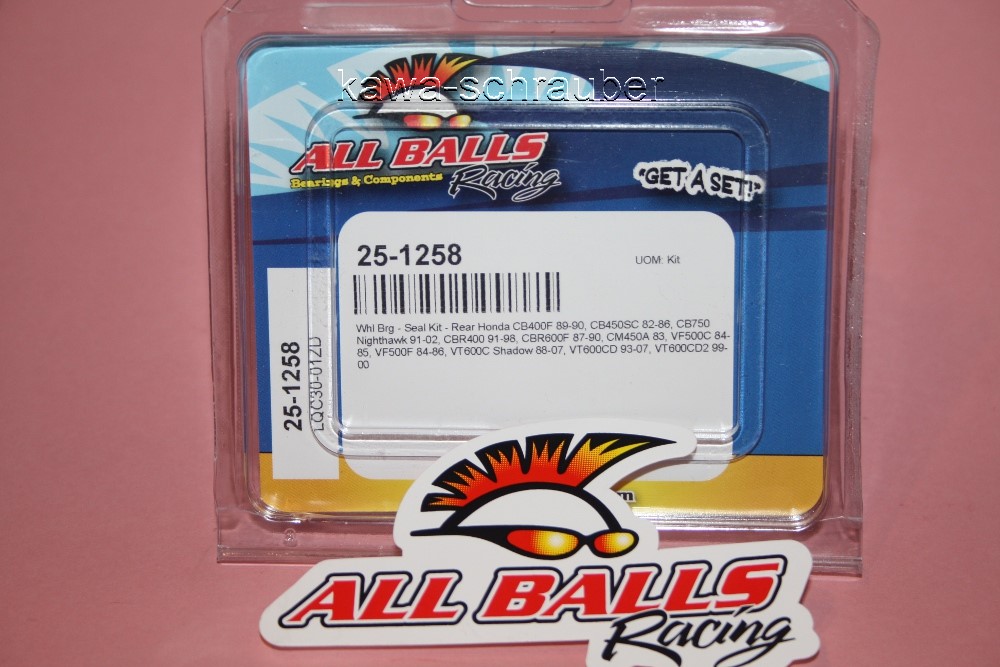 kawa-schrauber
ALL BALLS
Bearings & Components
Racing
"GET A SET!"
25-1258
UOM: Kit
Whl Brg - Seal Kit - Rear Honda CB400F 89-90, CB450SC 82-86, CB750
Nighthawk 91-02, CBR400 91-98, CBR600F 87-90, CM450A 83, VF500C 84-
85, VF500F 84-86, VT600C Shadow 88-07, VT600CD 93-07, VT600CD2 99-
00
25-1258
LQC30-01ZD
ALL BALLS
Racing